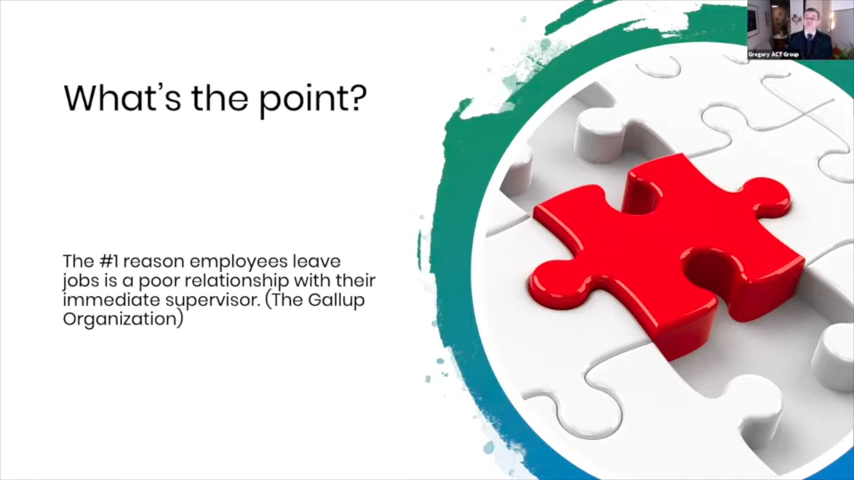 What's the point?
The #1 reason employees leave
jobs is a poor relationship with their
immediate supervisor. (The Gallup
Organization)
Gregory ACT Group